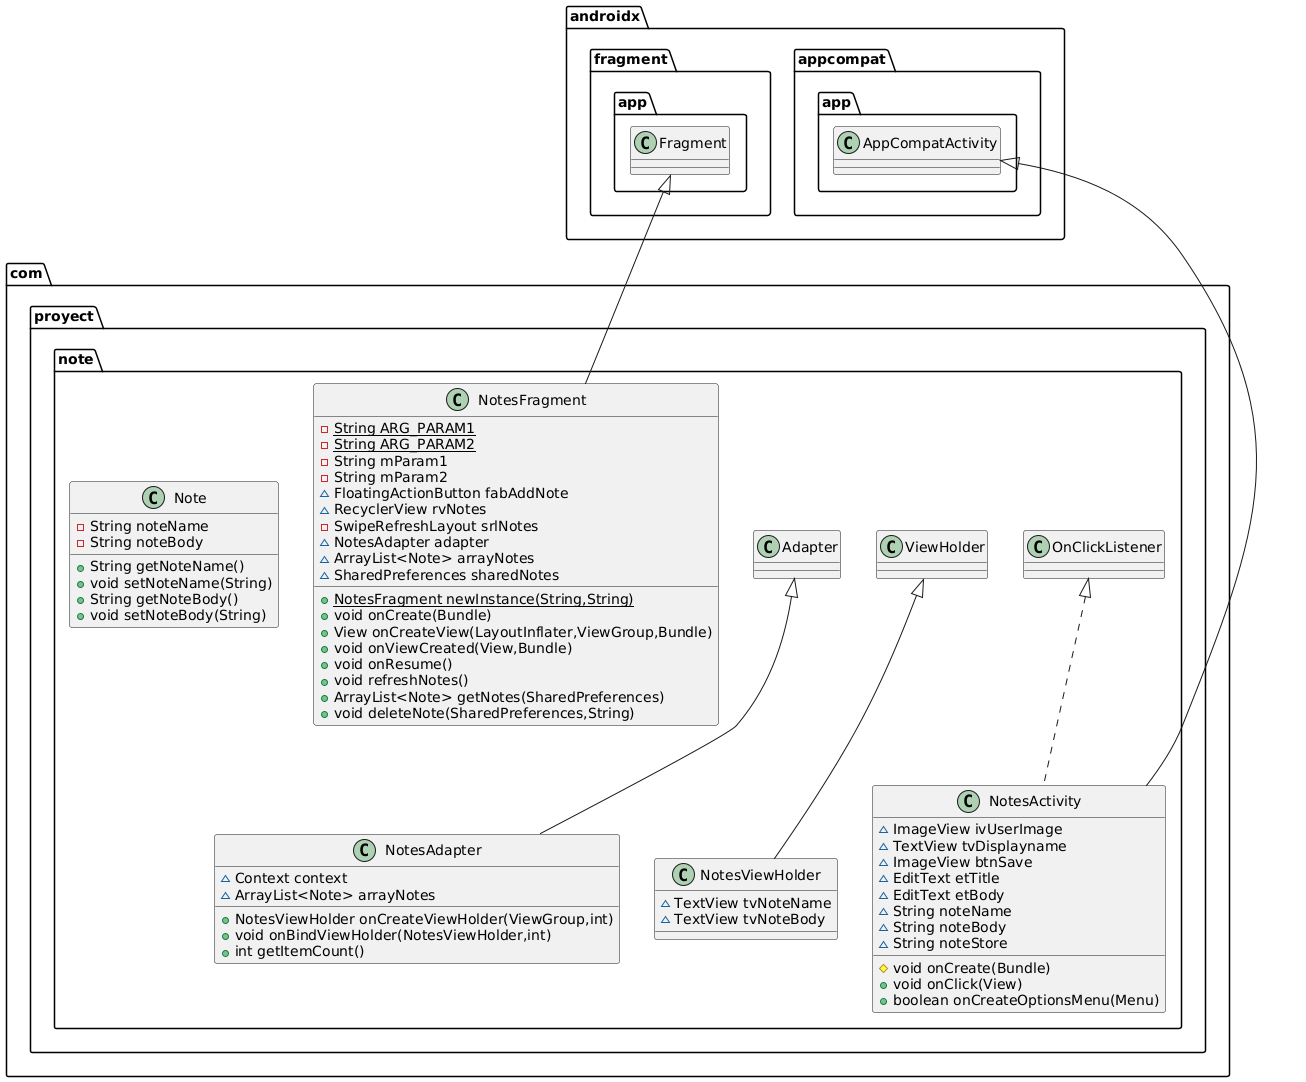 androidx
fragment
appcompat
app
app
C Fragment
C AppCompatActivity
com
proyect
note
C NotesFragment
String ARG_PARAM1
String ARG_PARAM2
String mParam1
String mParam2
FloatingActionButton fabAddNote
RecyclerView rvNotes
SwipeRefreshLayout srlNotes
NotesAdapter adapter
ArrayList<Note> arrayNotes
SharedPreferences sharedNotes
NotesFragment newInstance(String,String)
void onCreate(Bundle)
View onCreateView(LayoutInflater,ViewGroup,Bundle)
void onViewCreated(View,Bundle)
void onResume()
void refreshNotes()
ArrayList<Note> getNotes(SharedPreferences)
void deleteNote(SharedPreferences,String)
C Note
String noteName
String noteBody
String getNoteName()
void setNoteName(String)
String getNoteBody()
void setNoteBody(String)
C Adapter
C ViewHolder
C OnClickListener
C NotesAdapter
Context context
ArrayList<Note> arrayNotes
NotesViewHolder onCreateViewHolder(ViewGroup,int)
void onBindViewHolder(NotesViewHolder,int)
int getItemCount()
C NotesViewHolder
TextView tvNoteName
TextView tvNoteBody
C NotesActivity
ImageView ivUserImage
TextView tvDisplayname
ImageView btnSave
EditText etTitle
EditText etBody
String noteName
String noteBody
String noteStore
void onCreate(Bundle)
void onClick(View)
boolean onCreateOptionsMenu(Menu)